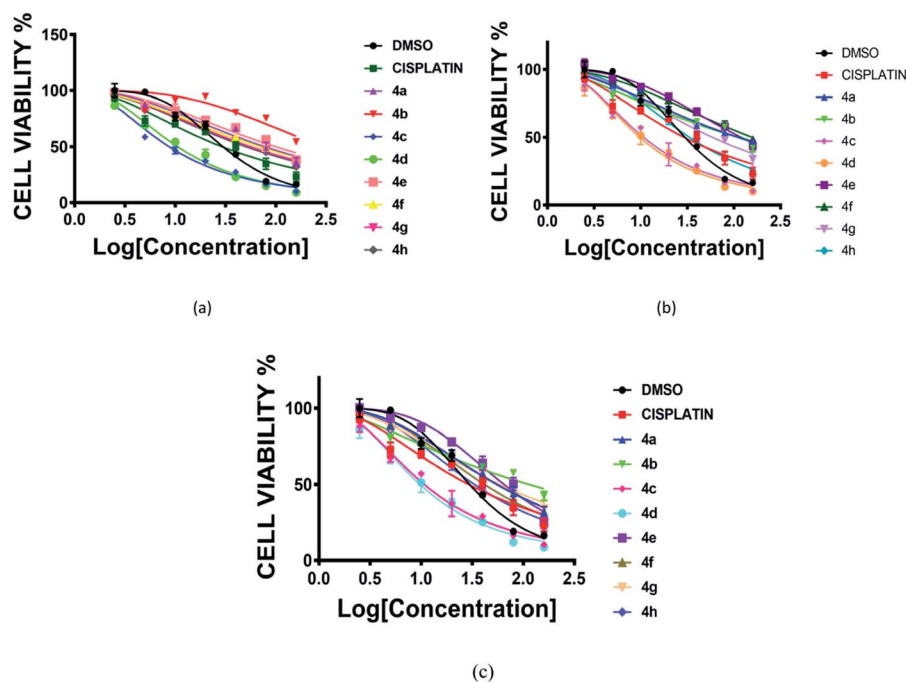 (a)
CELL VIABILITY %
150
100
50
0
0.0 0.5 1.0 1.5 2.0 2.5
Log[Concentration]
DMSO
CISPLATIN
4a
4b
4c
4d
4e
4f
4g
4h
(a)
(b)
CELL VIABILITY %
100
50
0
0.0 0.5 1.0 1.5 2.0 2.5
Log[Concentration]
DMSO
CISPLATIN
4a
4b
4c
4d
4e
4f
4g
4h
(b)
CELL VIABILITY %
100
50
0
0.0 0.5 1.0 1.5 2.0 2.5
Log[Concentration]
DMSO
CISPLATIN
4a
4b
4c
4d
4e
4f
4g
4h
(c)